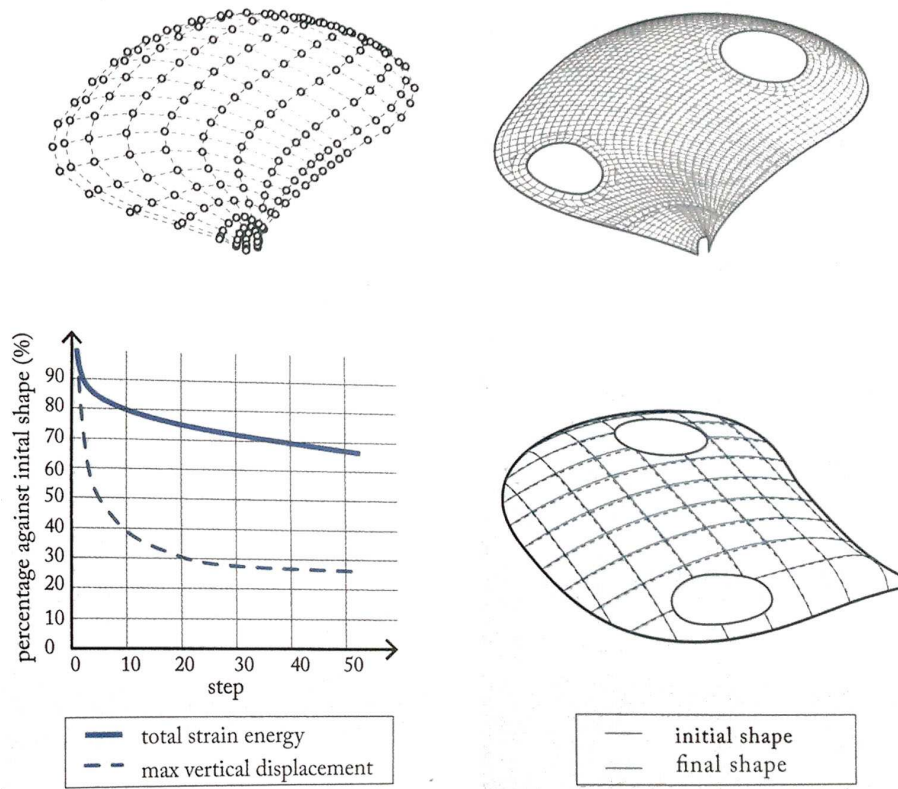 percentage against inital shape (%)
90
80
70
60
50
40
30
20
10
0
0 10 20 30 40 50
step
total strain energy
max vertical displacement
initial shape
final shape